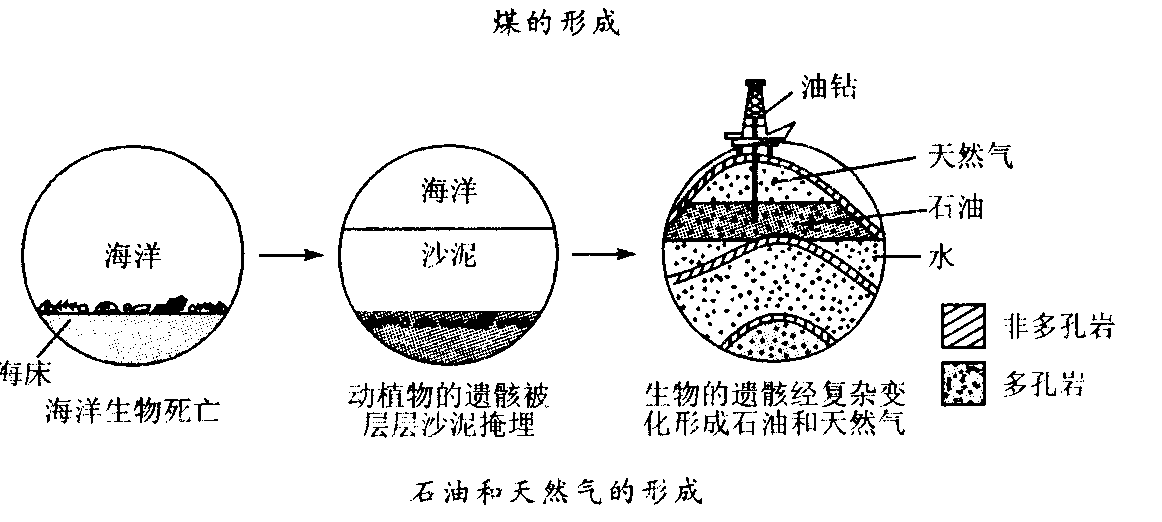 煤的形成
油钻
天然气
石油
水
海洋
海洋
沙泥
海床
非多孔岩
多孔岩
海洋生物死亡
动植物的遗骸被
层层沙泥掩埋
生物的遗骸经复杂变
化形成石油和天然气
石油和天然气的形成